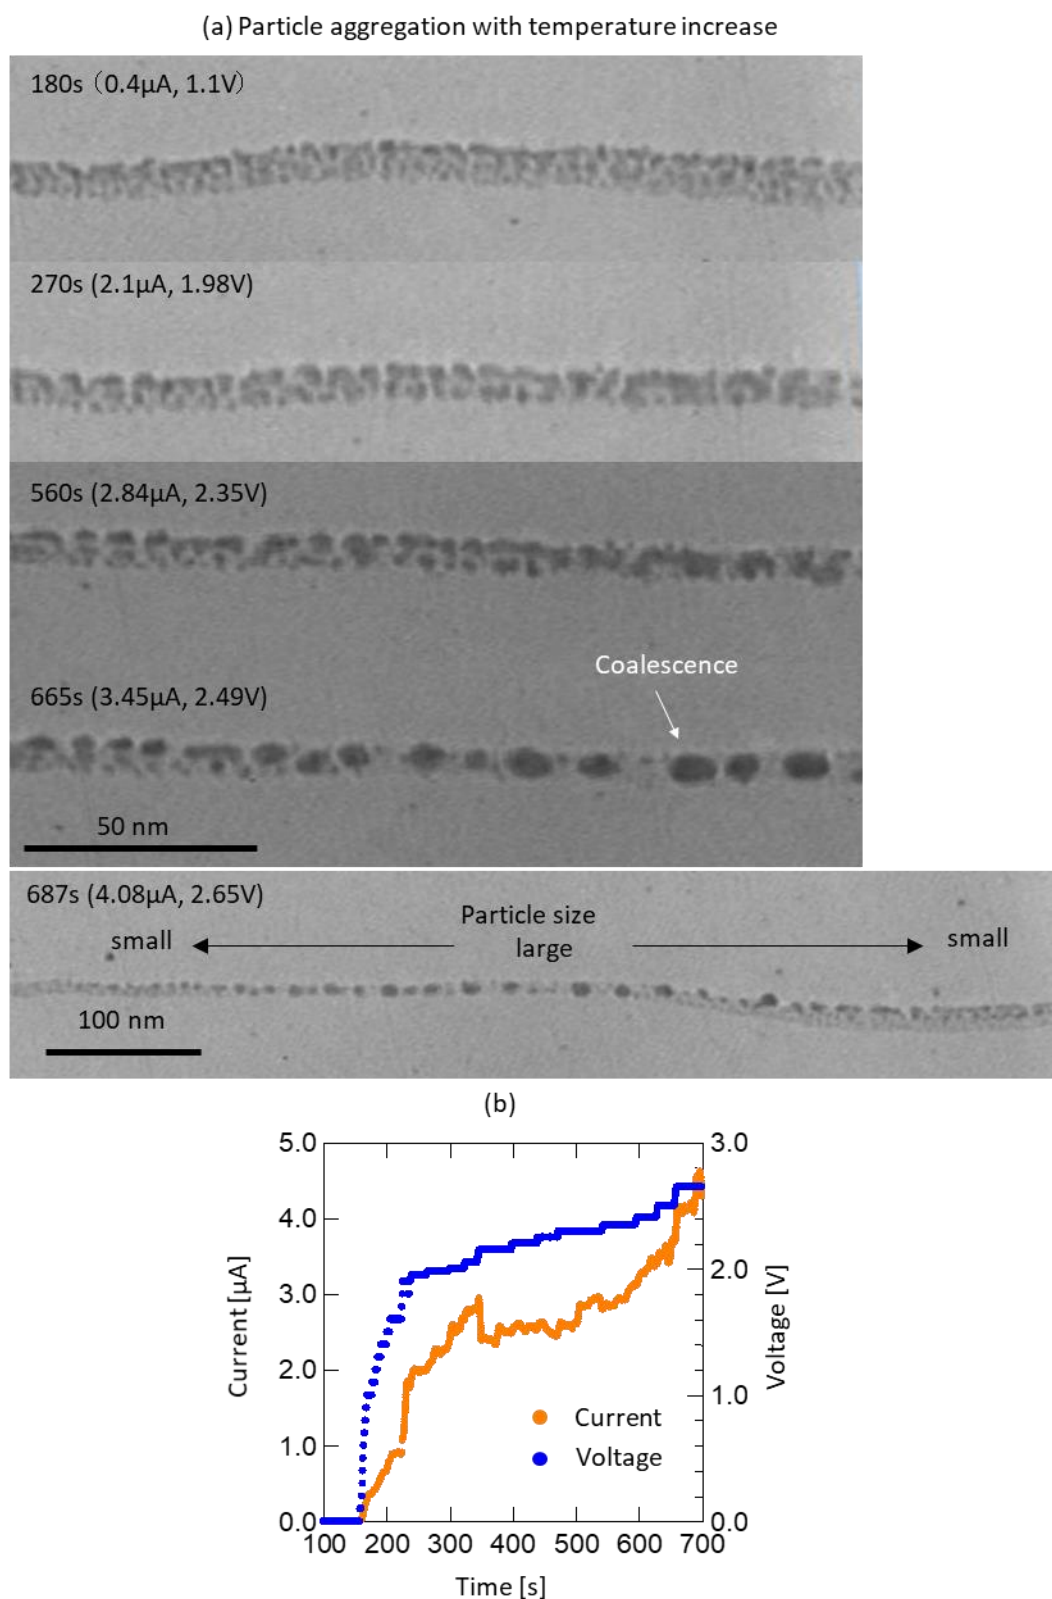 (a) Particle aggregation with temperature increase
180s（0.4μA, 1.1V)
270s (2.1μA, 1.98V)
560s (2.84μA, 2.35V)
Coalescence
665s (3.45μA, 2.49V)
50 nm
687s (4.08μA, 2.65V)
Particle size
small
large
small
100 nm
(b)
5.0
4.0
3.0
2.0
1.0
0.0
Current [μA]
3.0
2.0
1.0
0.0
Voltage [V]
Current
Voltage
100 200 300 400 500 600 700
Time [s]